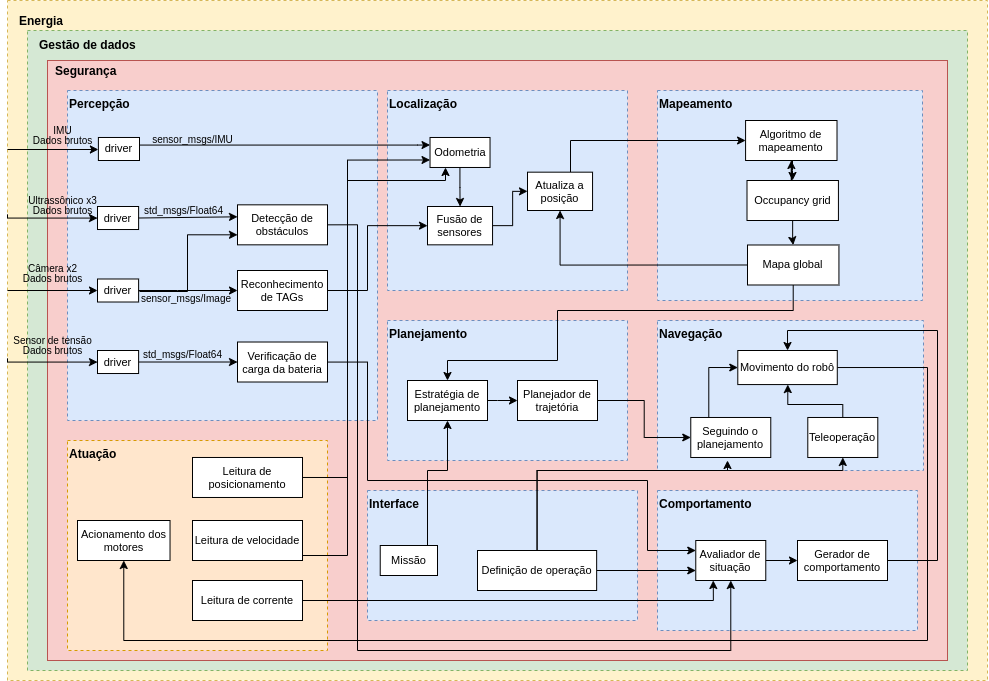 Energia
Gestão de dados
Segurança
Percepção
IMU
Dados brutos
driver
sensor_msgs/IMU
Ultrassônico x3
Dados brutos
driver
std_msgs/Float64
Detecção de
obstáculos
Câmera x2
Dados brutos
driver
sensor_msgs/Image
Reconhecimento
de TAGs
Sensor de tensão
Dados brutos
driver
std_msgs/Float64
Verificação de
carga da bateria
Localização
Odometria
Fusão de
sensores
Atualiza a
posição
Mapeamento
Algoritmo de
mapeamento
Occupancy grid
Mapa global
Planejamento
Estratégia de
planejamento
Planejador de
trajetória
Navegação
Movimento do robô
Seguindo o
planejamento
Teleoperação
Atuação
Leitura de
posicionamento
Acionamento dos
motores
Leitura de velocidade
Leitura de corrente
Interface
Missão
Definição de operação
Comportamento
Avaliador de
situação
Gerador de
comportamento